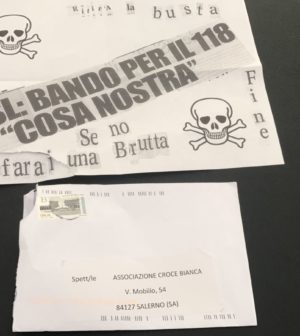 la busta
SL: BANDO PER IL 118
"COSA NOSTRA"
Se no
farai una Brutta
Fine
Spett/le ASSOCIAZIONE CROCE BIANCA
V. Mobilio, 54
84127 SALERNO (SA)